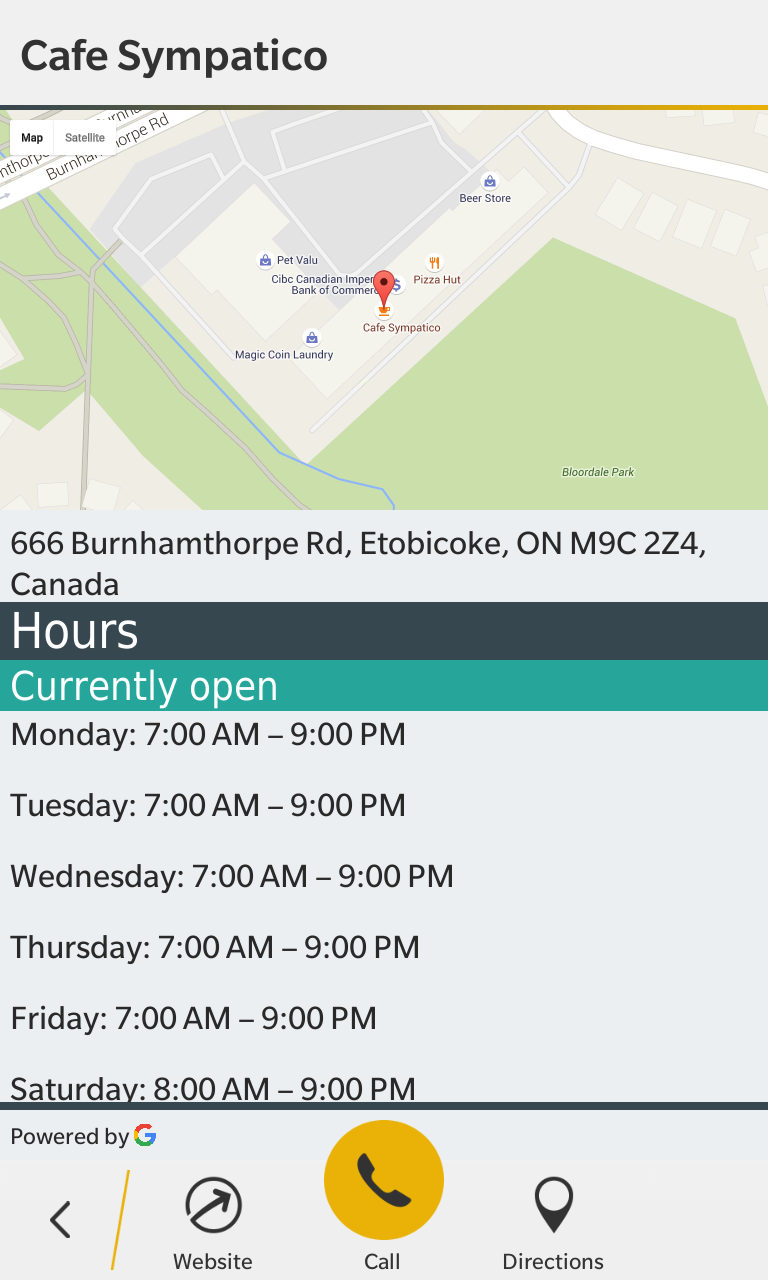 Cafe Sympatico
Map
Satellite
Burnhamthorpe Rd
Beer Store
Pet Valu
Pizza Hut
Cibc Canadian
Bank of
Cafe Sympatico
Magic Coin Laundry
Bloordale Park
666 Burnhamthorpe Rd, Etobicoke, ON M9C 2Z4,
Canada
Hours
Currently open
Monday: 7:00 AM – 9:00 PM
Tuesday: 7:00 AM – 9:00 PM
Wednesday: 7:00 AM – 9:00 PM
Thursday: 7:00 AM – 9:00 PM
Friday: 7:00 AM – 9:00 PM
Saturday: 8:00 AM – 9:00 PM
Powered by G
Website
Call
Directions